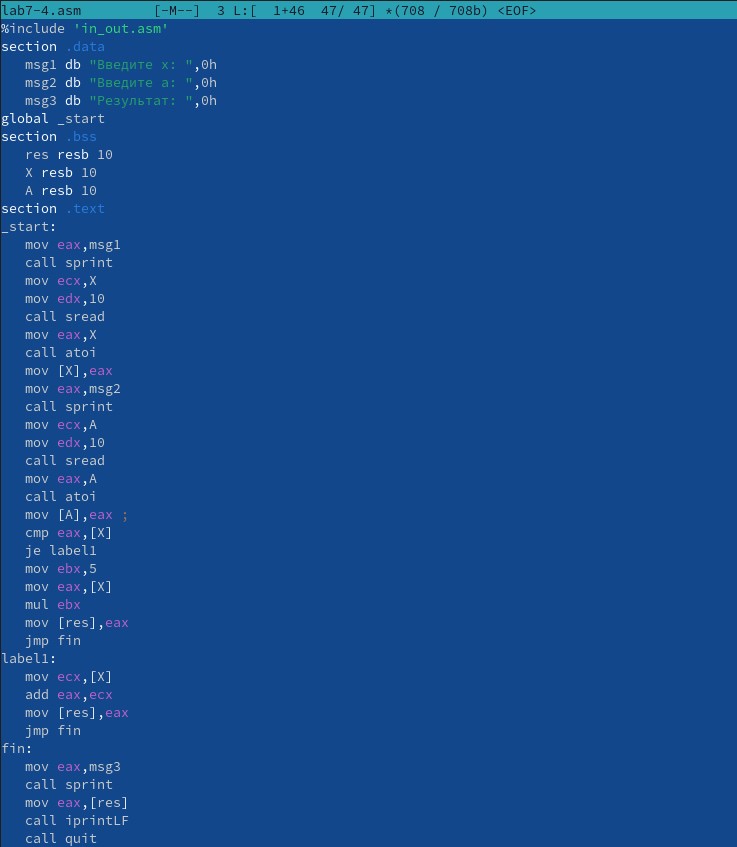 lab7-4.asm         [-M--]  3 L:[  1+46  47/ 47] *(708 / 708b) <EOF>
%include 'in_out.asm'
section .data
   msg1 db "Введите x: ",0h
   msg2 db "Введите a: ",0h
   msg3 db "Результат: ",0h
global _start
section .bss
   res resb 10
   X resb 10
   A resb 10
section .text
_start:
   mov eax,msg1
   call sprint
   mov ecx,X
   mov edx,10
   call sread
   mov eax,X
   call atoi
   mov [X],eax
   mov eax,msg2
   call sprint
   mov ecx,A
   mov edx,10
   call sread
   mov eax,A
   call atoi
   mov [A],eax ;
   cmp eax,[X]
   je label1
   mov ebx,5
   mov eax,[X]
   mul ebx
   mov [res],eax
   jmp fin
label1:
   mov ecx,[X]
   add eax,ecx
   mov [res],eax
   jmp fin
fin:
   mov eax,msg3
   call sprint
   mov eax,[res]
   call iprintLF
   call quit